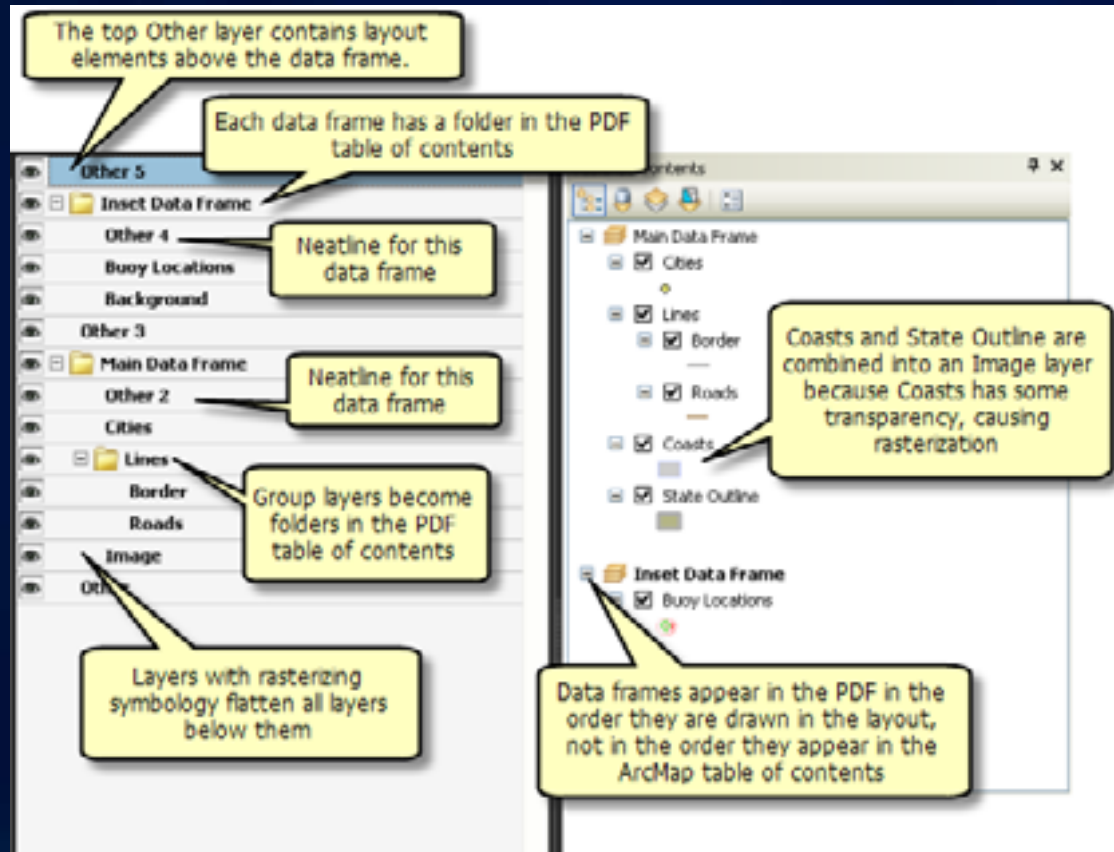 The top Other layer contains layout
elements above the data frame.
Each data frame has a folder in the PDF
table of contents
Other 5
Inset Data Frame
Other 4
Buoy Locations
Background
Other 3
Main Data Frame
Other 2
Cities
Lines
Border
Roads
Image
Neatline for this
data frame
Neatline for this
data frame
Group layers become
folders in the PDF
table of contents
Layers with rasterizing
symbology flatten all layers
below them
Main Data Frame
Cities
Lines
Border
Roads
Coasts
State Outline
Inset Data Frame
Buoy Locations
Coasts and State Outline are
combined into an Image layer
because Coasts has some
transparency, causing
rasterization
Data frames appear in the PDF in the
order they are drawn in the layout,
not in the order they appear in the
ArcMap table of contents